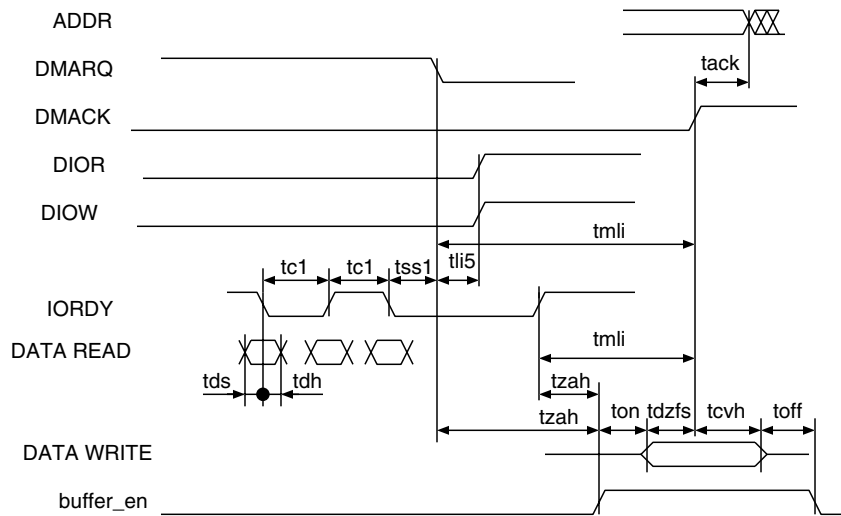 ADDR
DMARQ
tack
DMACK
DIOR
DIOW
tmli
tc1 tc1 tss1 tli5
IORDY
DATA READ
tmli
tds tdh
tzah
tzah ton tdzfs tcvh toff
DATA WRITE
buffer_en